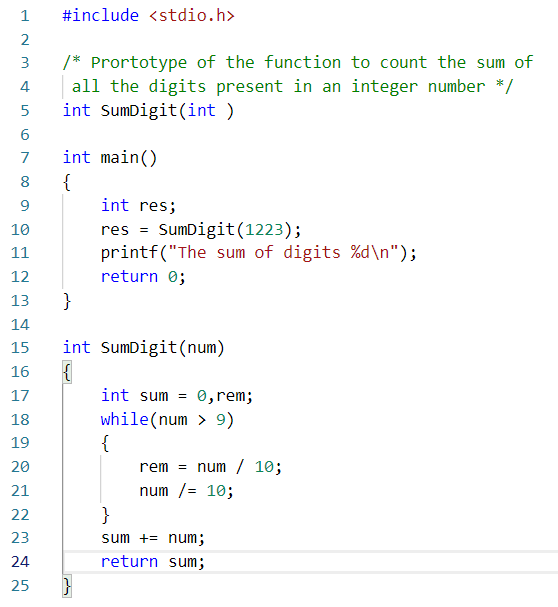 1 #include <stdio.h>
2
3 /* Prortotype of the function to count the sum of
4 all the digits present in an integer number */
5 int SumDigit(int )
6
7 int main()
8 {
9 int res;
10 res = SumDigit(1223);
11 printf("The sum of digits %d\n");
12 return 0;
13 }
14
15 int SumDigit(num)
16 {
17 int sum = 0,rem;
18 while(num > 9)
19 {
20 rem = num / 10;
21 num /= 10;
22 }
23 sum += num;
24 return sum;
25 }